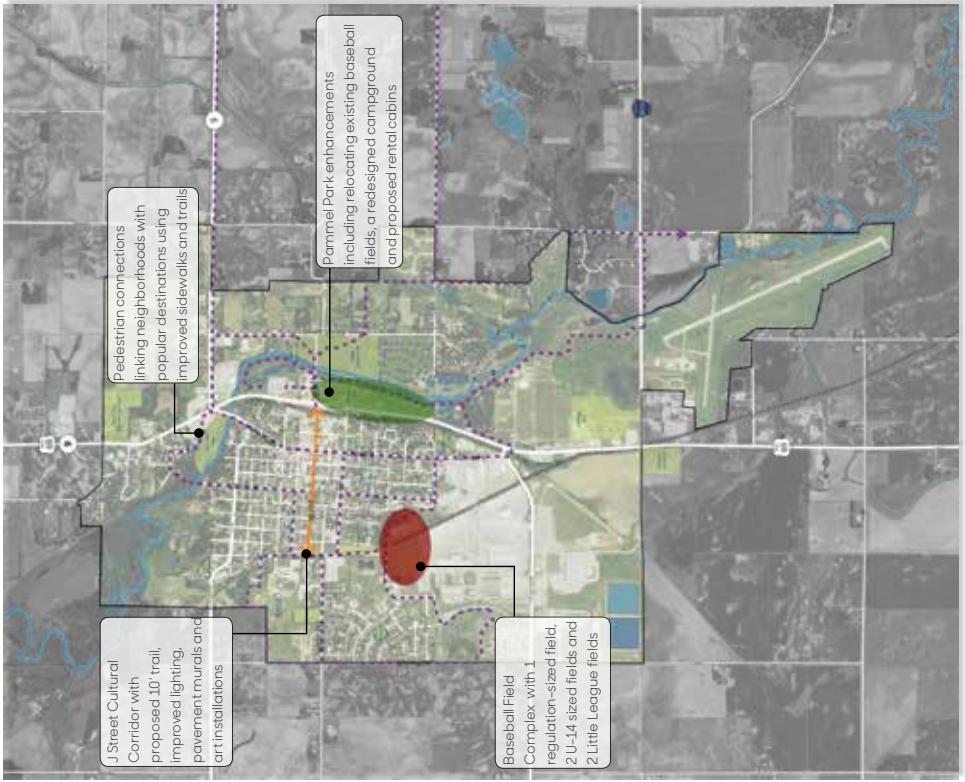 Pedestrian connections
linking neighborhoods with
popular destinations using
improved sidewalks and trails
Pammel Park enhancements
including relocating existing baseball
fields, a redesigned campground
and proposed rental cabins
J Street Cultural
Corridor with
proposed 10' trail,
improved lighting,
pavement murals and
art installations
Baseball Field
Complex with 1
regulation-sized field,
2 U-14 sized fields and
2 Little League fields